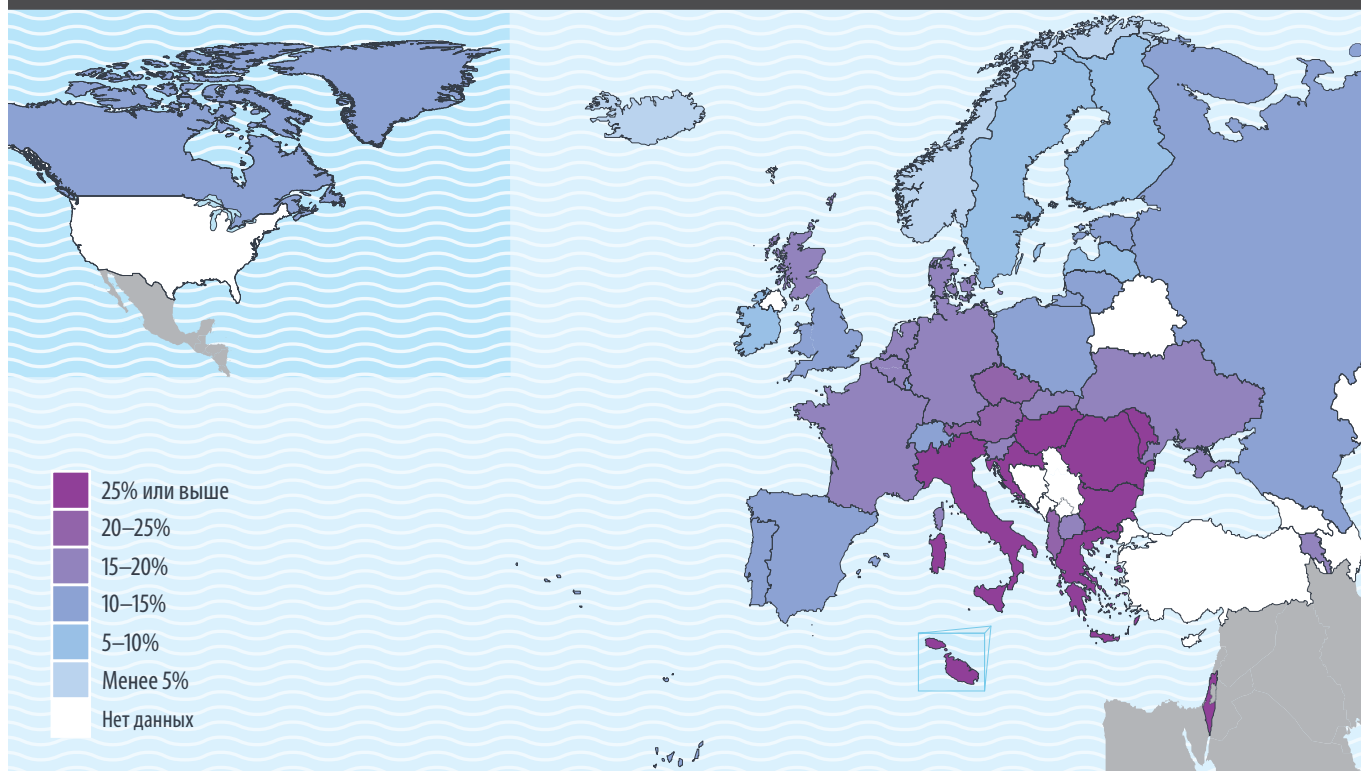 25% или выше
20–25%
15–20%
10–15%
5–10%
Менее 5%
Нет данных